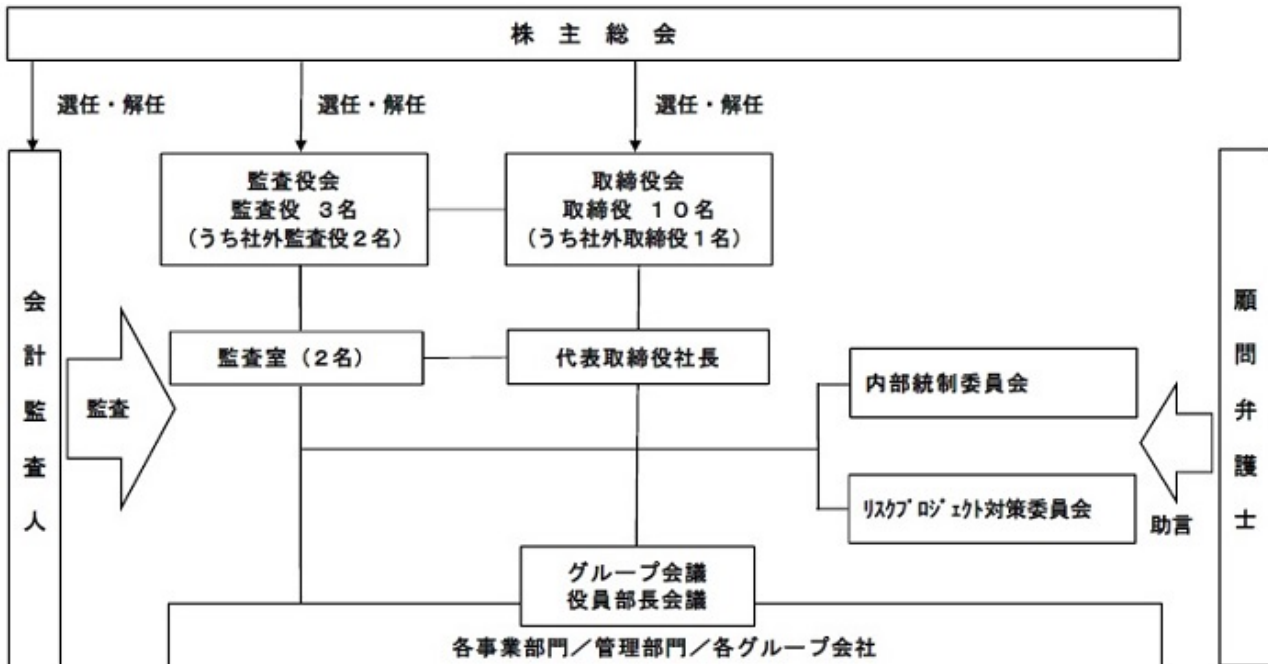 株主総会
選任・解任
選任・解任
選任・解任
監査役会
監査役 3名
(うち社外監査役2名)
取締役会
取締役 10名
(うち社外取締役1名)
会計監査人
監査
監査室(2名)
代表取締役社長
内部統制委員会
リスクプロジェクト対策委員会
助言
顧問弁護士
グループ会議
役員部長会議
各事業部門/管理部門/各グループ会社